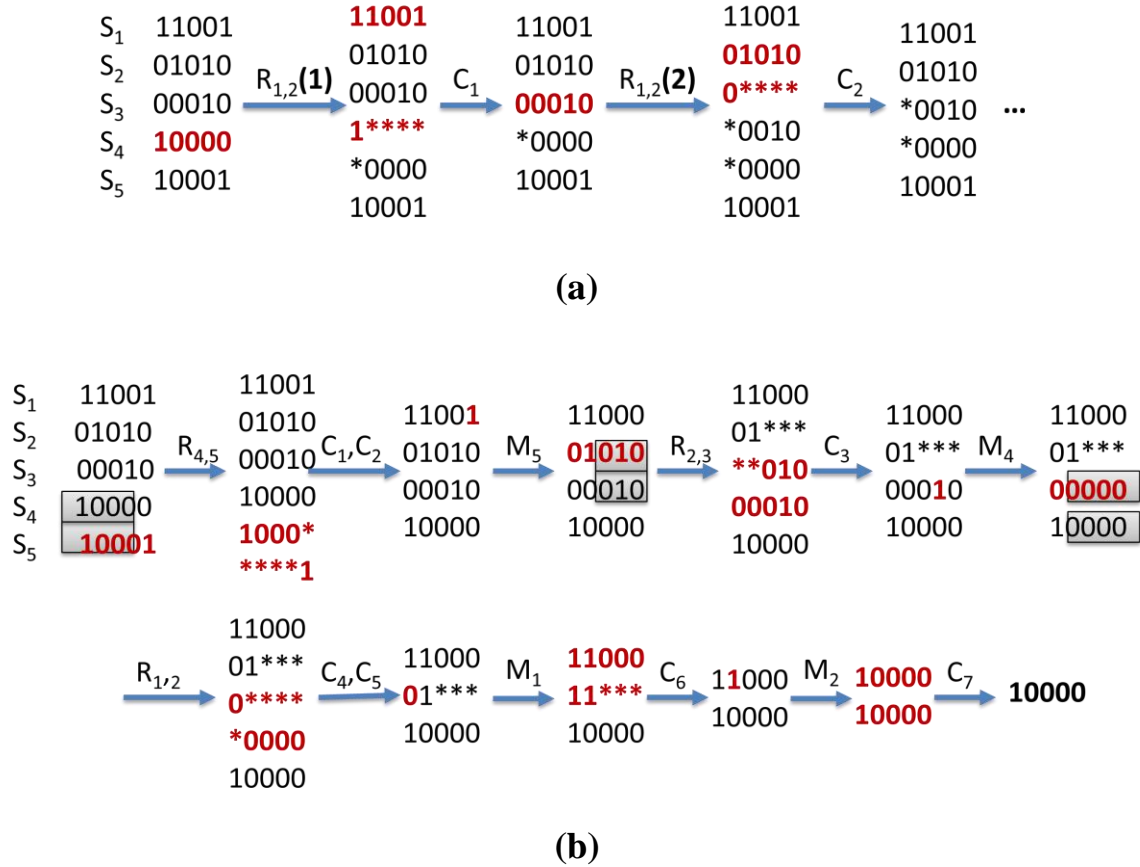 S1 11001 11001 11001 11001 11001
S2 01010 R1,2(1) 01010 C1 01010 R1,2(2) 01010 C2 01010
S3 00010 00010 00010 0**** *0010 ...
S4 10000 1**** *0000 *0010 *0000
S5 10001 *0000 10001 *0000 10001
10001 10001
(a)
S1 11001 11001 11001 11000 11000 11000 11000
S2 01010 01010 01010 01010 01*** 01*** 01***
S3 00010 R4,5 00010 C1,C2 00010 M5 00010 R2,3 **010 C3 00010 M4 00000
S4 10000 10000 10000 10000 00010 10000 10000
S5 10001 1000* 10000
****1
R1,2 11000 C4,C5 11000 M1 11000 C6 11000 M2 10000 C7 10000
01*** 01*** 11*** 10000 10000
0**** 10000 10000
*0000
10000
(b)